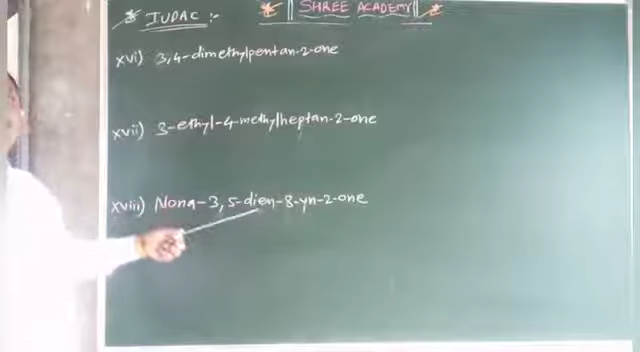 IUPAC :-
SHREE ACADEMY
xvi) 3,4-dimethylpentan-2-one
xvii) 3-ethyl-4-methylheptan-2-one
xviii) Nona-3,5-dien-8-yn-2-one